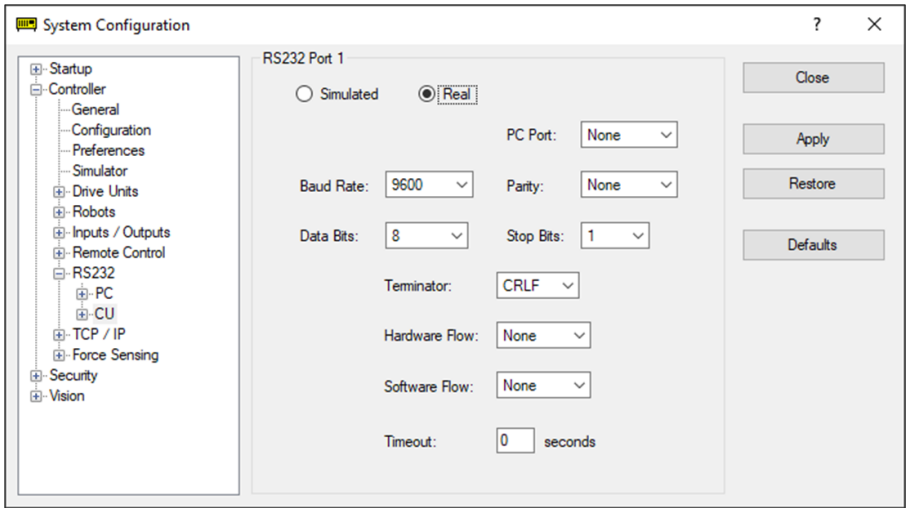 System Configuration
?
Startup
Controller
General
Configuration
Preferences
Simulator
Drive Units
Robots
Inputs / Outputs
Remote Control
RS232
PC
CU
TCP / IP
Force Sensing
Security
Vision
RS232 Port 1
Simulated
Real
PC Port: None
Baud Rate: 9600 Parity: None
Data Bits: 8 Stop Bits: 1
Terminator: CRLF
Hardware Flow: None
Software Flow: None
Timeout: 0 seconds
Close
Apply
Restore
Defaults